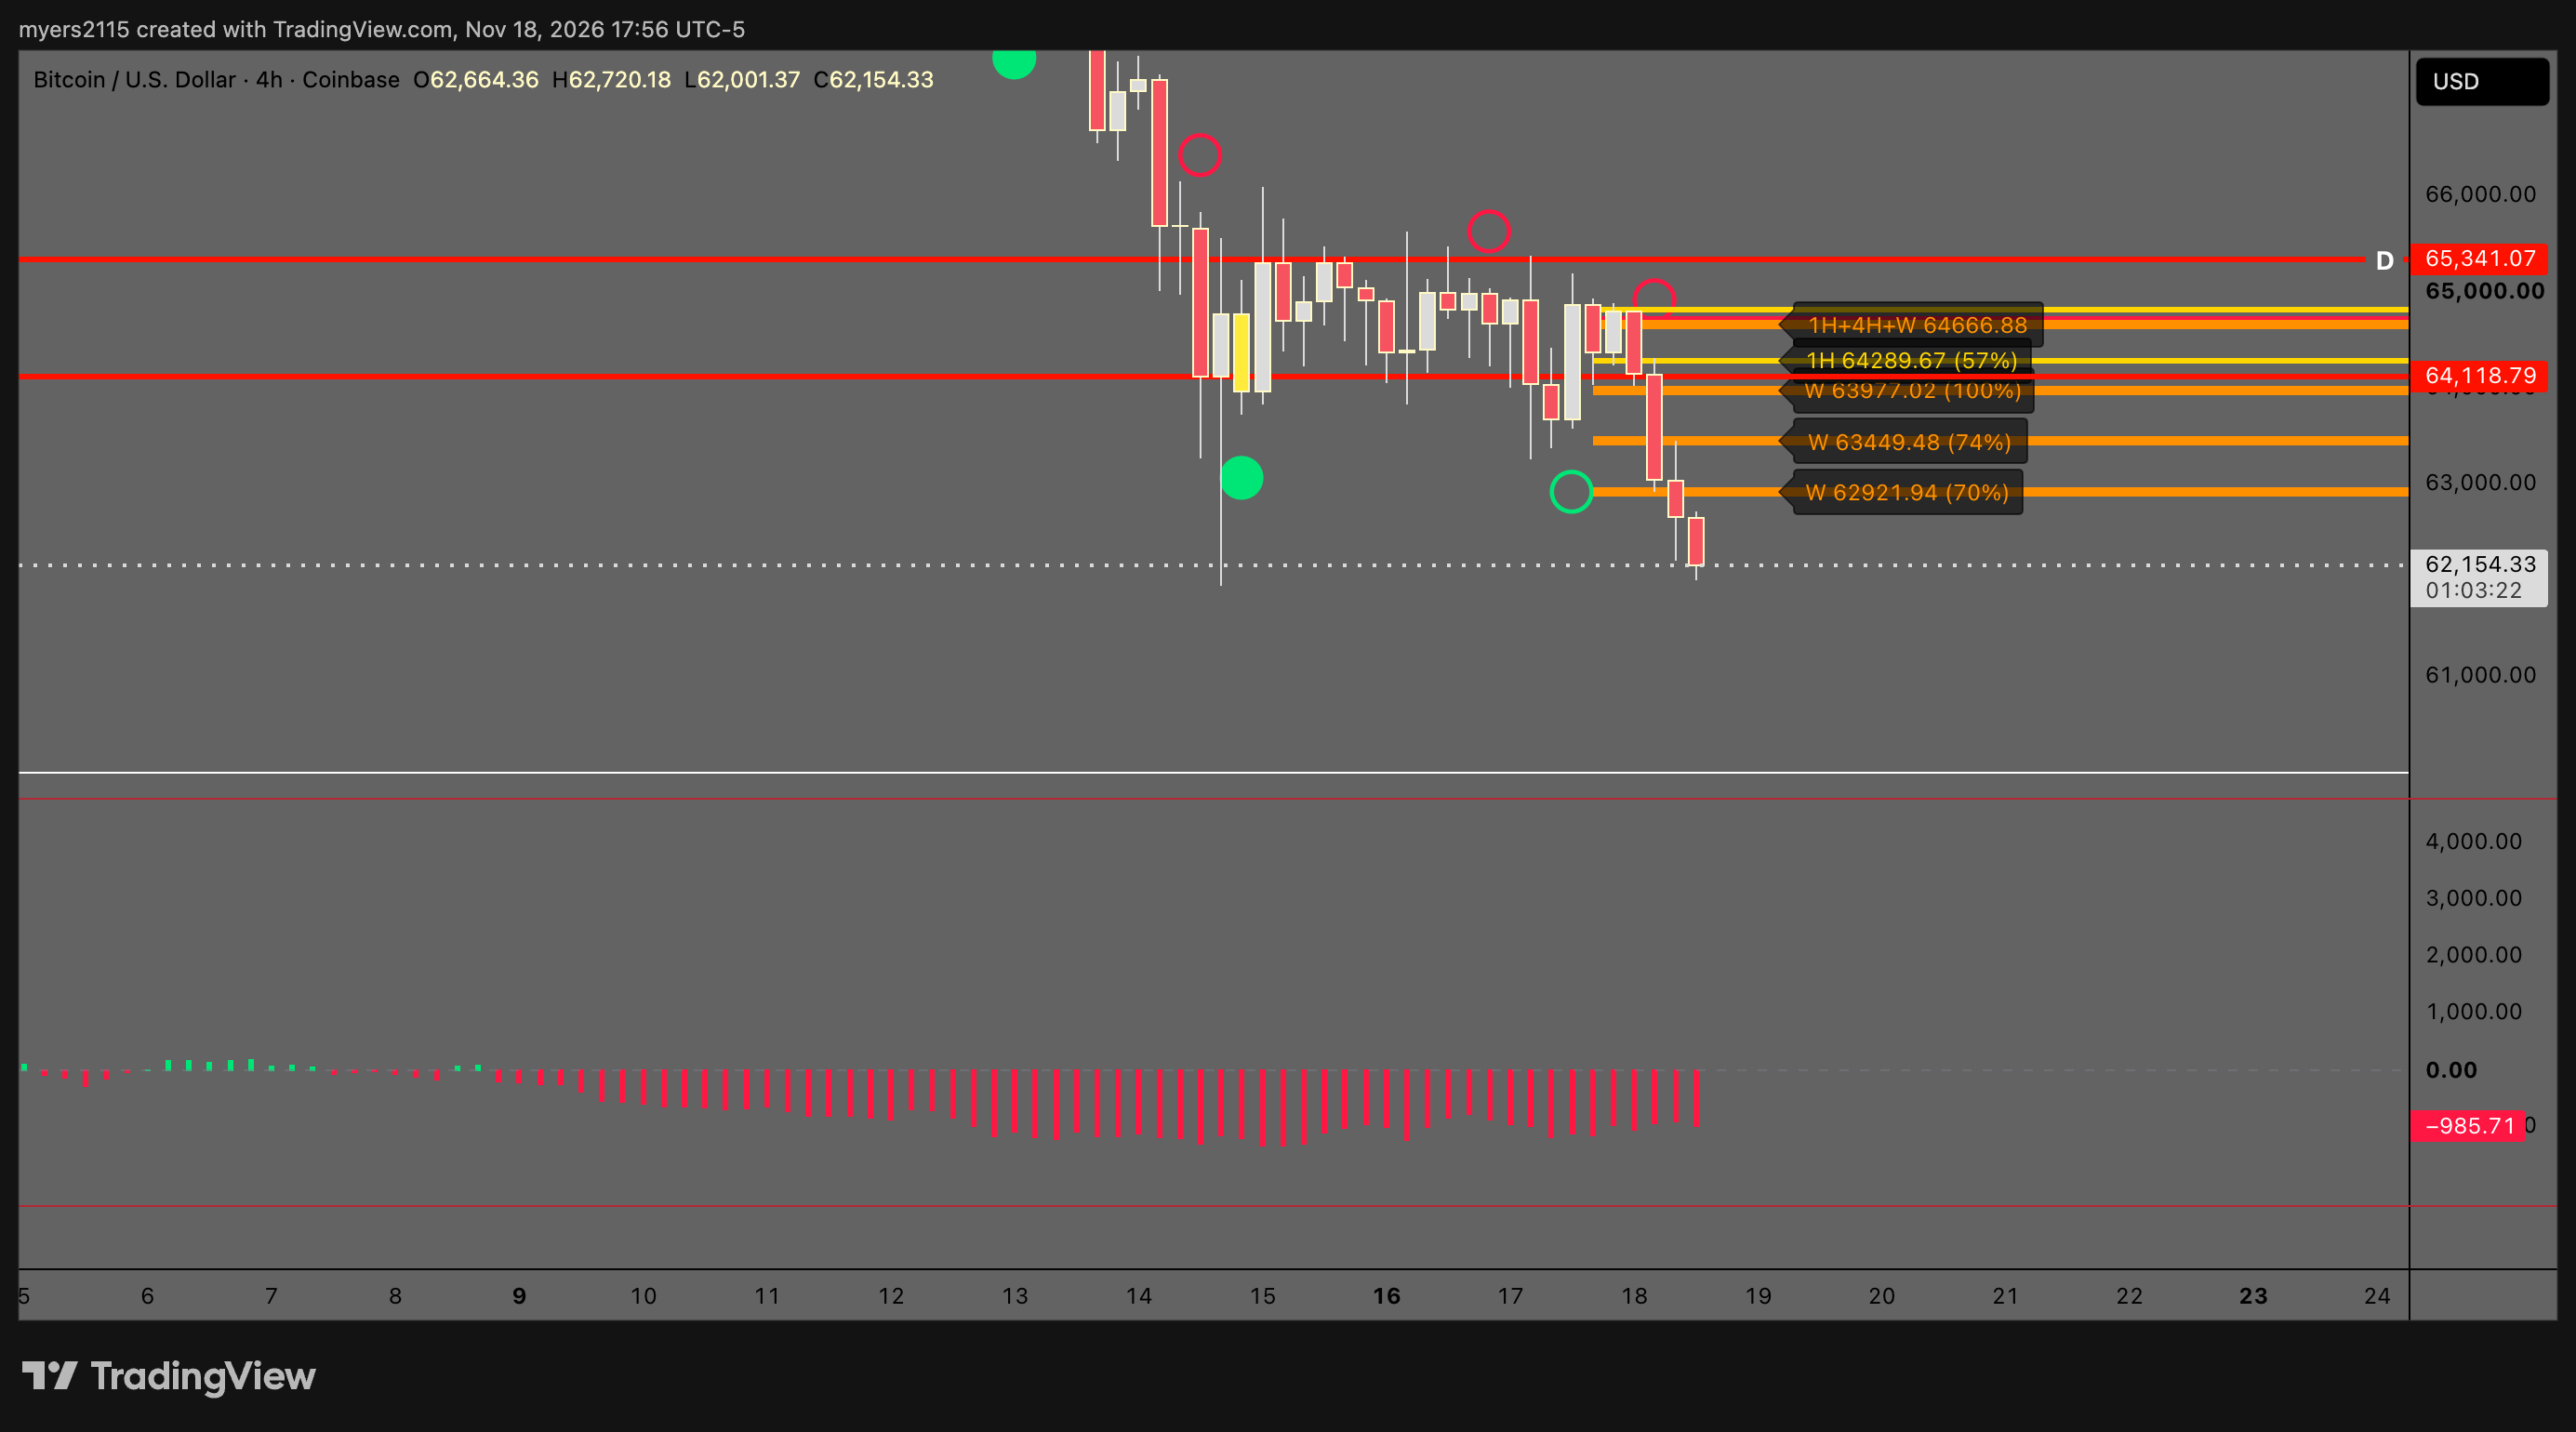 myers2115 created with TradingView.com, Nov 18, 2026 17:56 UTC-5
Bitcoin / U.S. Dollar · 4h · Coinbase O62,664.36 H62,720.18 L62,001.37 C62,154.33
USD
66,000.00
D 65,341.07
65,000.00
1H+4H+W 64666.88
1H 64289.67 (57%)
64,118.79
W 63977.02 (100%)
W 63449.48 (74%)
63,000.00
W 62921.94 (70%)
62,154.33
01:03:22
61,000.00
4,000.00
3,000.00
2,000.00
1,000.00
0.00
−985.71
5 6 7 8 9 10 11 12 13 14 15 16 17 18 19 20 21 22 23 24
TradingView